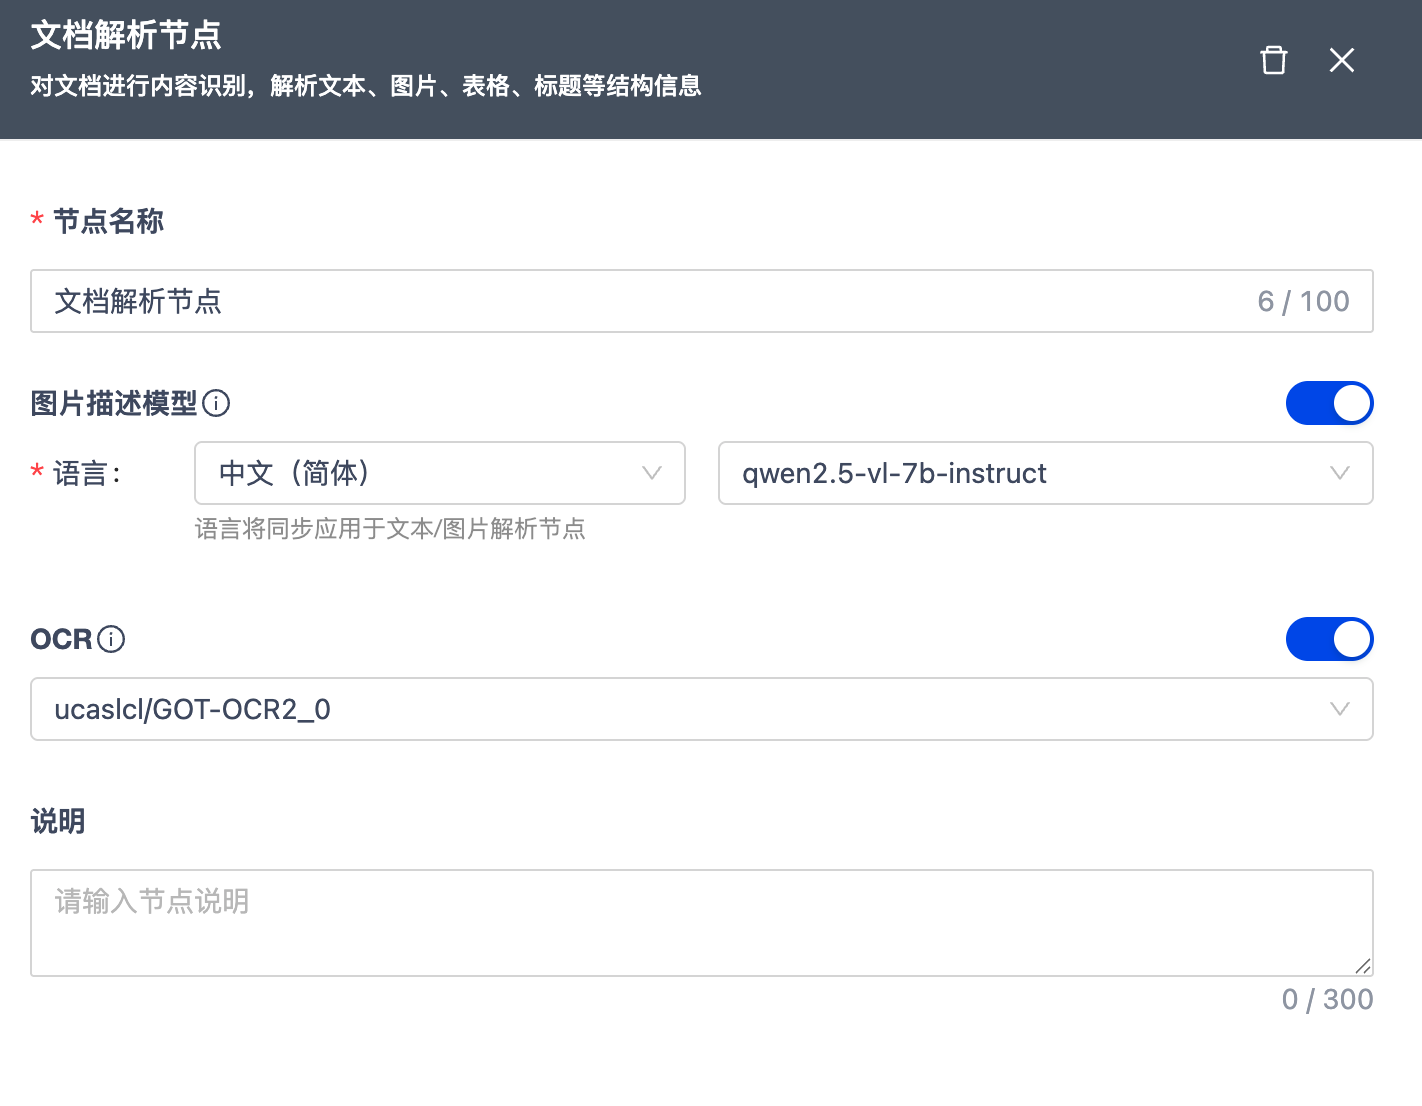 文档解析节点
对文档进行内容识别，解析文本、图片、表格、标题等结构信息
* 节点名称
文档解析节点 6 / 100
图片描述模型
* 语言： 中文（简体） qwen2.5-vl-7b-instruct
语言将同步应用于文本/图片解析节点
OCR
ucaslcl/GOT-OCR2_0
说明
请输入节点说明
0 / 300